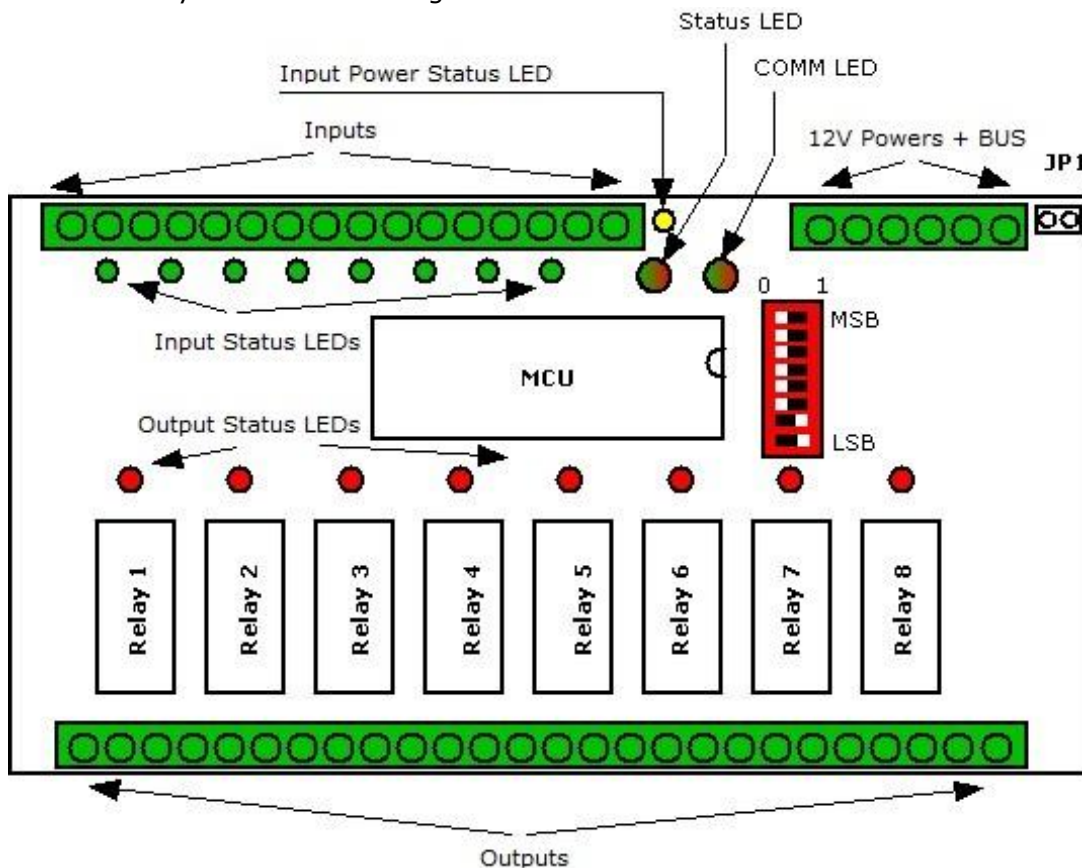 Status LED
Input Power Status LED
COMM LED
Inputs
12V Powers + BUS
JP1
0 1
MSB
Input Status LEDs
MCU
Output Status LEDs
LSB
Relay 1
Relay 2
Relay 3
Relay 4
Relay 5
Relay 6
Relay 7
Relay 8
Outputs